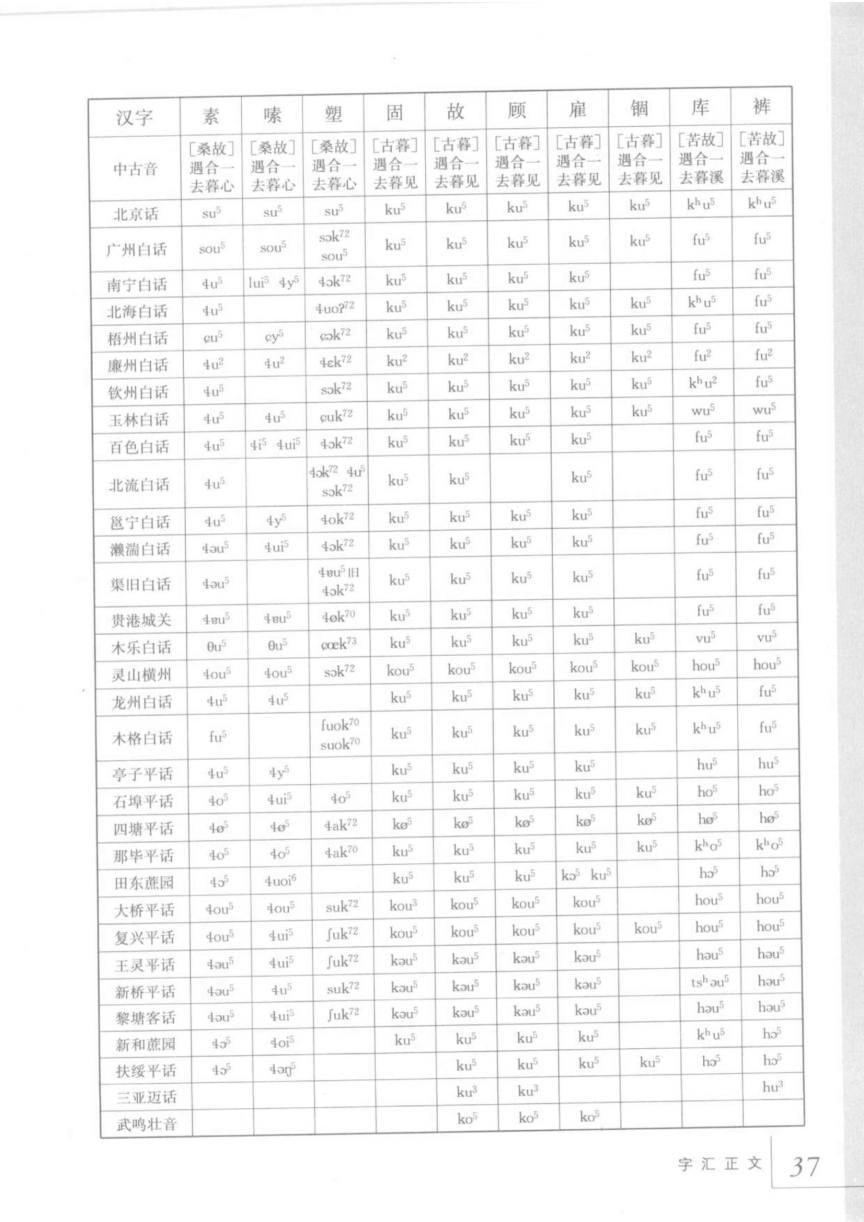 汉字 素 嗉 塑 固 故 顾 雇 锢 库 裤
中古音 [桑故] [桑故] [桑故] [古暮] [古暮] [古暮] [古暮] [古暮] [苦故] [苦故]
遇合一 遇合一 遇合一 遇合一 遇合一 遇合一 遇合一 遇合一 遇合一 遇合一
去暮心 去暮心 去暮心 去暮见 去暮见 去暮见 去暮见 去暮见 去暮溪 去暮溪
北京话 su⁵ su⁵ su⁵ ku⁵ ku⁵ ku⁵ ku⁵ ku⁵ kʰu⁵ kʰu⁵
广州白话 sou⁵ sou⁵ sɔk⁷² sou⁵ ku⁵ ku⁵ ku⁵ ku⁵ ku⁵ fu⁵ fu⁵
南宁白话 ɬu⁵ lui⁵ ɬy⁵ ɬɔk⁷² ku⁵ ku⁵ ku⁵ ku⁵ fu⁵ fu⁵
北海白话 ɬu⁵ ɬuoʔ⁷² ku⁵ ku⁵ ku⁵ ku⁵ ku⁵ kʰu⁵ fu⁵
梧州白话 ɕu⁵ ɕy⁵ ɕɔk⁷² ku⁵ ku⁵ ku⁵ ku⁵ ku⁵ fu⁵ fu⁵
廉州白话 ɬu² ɬu² ɬɛk⁷² ku² ku² ku² ku² ku² fu² fu²
钦州白话 ɬu⁵ sɔk⁷² ku⁵ ku⁵ ku⁵ ku⁵ ku⁵ kʰu² fu⁵
玉林白话 ɬu⁵ ɬu⁵ ɕuk⁷² ku⁵ ku⁵ ku⁵ ku⁵ ku⁵ wu⁵ wu⁵
百色白话 ɬu⁵ ɬi⁵ ɬui⁵ ɬɔk⁷² ku⁵ ku⁵ ku⁵ ku⁵ fu⁵ fu⁵
北流白话 ɬu⁵ ɬɔk⁷² ɬu⁵ sɔk⁷² ku⁵ ku⁵ ku⁵ fu⁵ fu⁵
邕宁白话 ɬu⁵ ɬy⁵ ɬok⁷² ku⁵ ku⁵ ku⁵ ku⁵ fu⁵ fu⁵
濑湍白话 ɬəu⁵ ɬui⁵ ɬɔk⁷² ku⁵ ku⁵ ku⁵ ku⁵ fu⁵ fu⁵
渠旧白话 ɬəu⁵ ɬɐu⁵旧 ɬɔk⁷² ku⁵ ku⁵ ku⁵ ku⁵ fu⁵ fu⁵
贵港城关 ɬɐu⁵ ɬɐu⁵ ɬøk⁷⁰ ku⁵ ku⁵ ku⁵ ku⁵ fu⁵ fu⁵
木乐白话 θu⁵ θu⁵ ɕœk⁷³ ku⁵ ku⁵ ku⁵ ku⁵ ku⁵ vu⁵ vu⁵
灵山横州 ɬou⁵ ɬou⁵ sɔk⁷² kou⁵ kou⁵ kou⁵ kou⁵ kou⁵ hou⁵ hou⁵
龙州白话 ɬu⁵ ɬu⁵ ku⁵ ku⁵ ku⁵ ku⁵ ku⁵ kʰu⁵ fu⁵
木格白话 fu⁵ fuok⁷⁰ suok⁷⁰ ku⁵ ku⁵ ku⁵ ku⁵ ku⁵ kʰu⁵ fu⁵
亭子平话 ɬu⁵ ɬy⁵ ku⁵ ku⁵ ku⁵ ku⁵ hu⁵ hu⁵
石埠平话 ɬo⁵ ɬui⁵ ɬo⁵ ku⁵ ku⁵ ku⁵ ku⁵ ku⁵ ho⁵ ho⁵
四塘平话 ɬø⁵ ɬø⁵ ɬak⁷² kø⁵ kø⁵ kø⁵ kø⁵ kø⁵ hø⁵ hø⁵
那毕平话 ɬo⁵ ɬo⁵ ɬak⁷⁰ ku⁵ ku⁵ ku⁵ ku⁵ ku⁵ kʰo⁵ kʰo⁵
田东蔗园 ɬɔ⁵ ɬuoi⁶ ku⁵ ku⁵ ku⁵ kɔ⁵ ku⁵ hɔ⁵ hɔ⁵
大桥平话 ɬou⁵ ɬou⁵ suk⁷² kou³ kou⁵ kou⁵ kou⁵ hou⁵ hou⁵
复兴平话 ɬou⁵ ɬui⁵ ʃuk⁷² kou⁵ kou⁵ kou⁵ kou⁵ kou⁵ hou⁵ hou⁵
王灵平话 ɬəu⁵ ɬui⁵ ʃuk⁷² kəu⁵ kəu⁵ kəu⁵ kəu⁵ həu⁵ həu⁵
新桥平话 ɬəu⁵ ɬu⁵ suk⁷² kəu⁵ kəu⁵ kəu⁵ kəu⁵ tsʰəu⁵ həu⁵
黎塘客话 ɬəu⁵ ɬui⁵ ʃuk⁷² kəu⁵ kəu⁵ kəu⁵ kəu⁵ həu⁵ həu⁵
新和蔗园 ɬɔ⁵ ɬoi⁵ ku⁵ ku⁵ ku⁵ ku⁵ kʰu⁵ hɔ⁵
扶绥平话 ɬɔ⁵ ɬəŋ⁵ ku⁵ ku⁵ ku⁵ ku⁵ hɔ⁵ hɔ⁵
三亚迈话 ku³ ku³ hu³
武鸣壮音 ko⁵ ko⁵ ko⁵
字汇正文 37